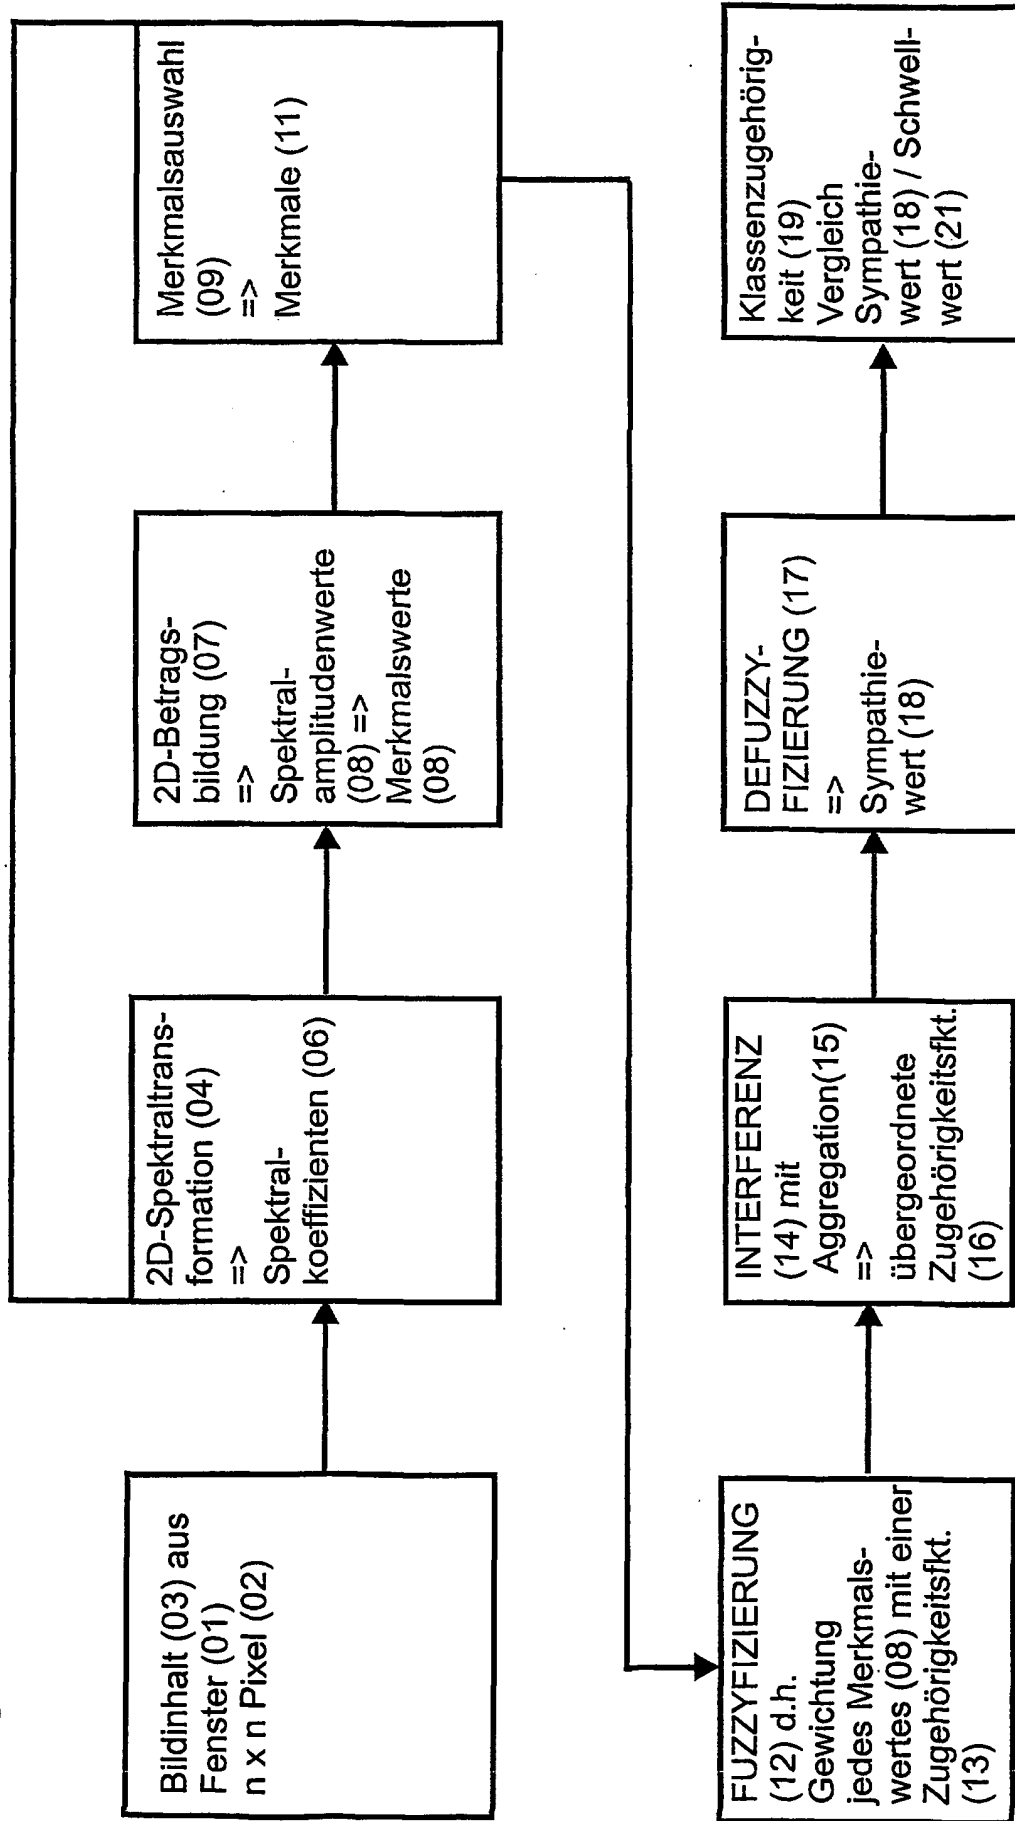 Bildinhalt (03) aus
Fenster (01)
n x n Pixel (02)
2D-Spektraltrans-
formation (04)
=>
Spektral-
koeffizienten (06)
2D-Betrags-
bildung (07)
=>
Spektral-
amplitudenwerte
(08) =>
Merkmalswerte
(08)
Merkmalsauswahl
(09)
=>
Merkmale (11)
FUZZYFIZIERUNG
(12) d.h.
Gewichtung
jedes Merkmals-
wertes (08) mit einer
Zugehörigkeitsfkt.
(13)
INTERFERENZ
(14) mit
Aggregation(15)
=>
übergeordnete
Zugehörigkeitsfkt.
(16)
DEFUZZY-
FIZIERUNG (17)
=>
Sympathie-
wert (18)
Klassenzugehörig-
keit (19)
Vergleich
Sympathie-
wert (18) / Schwell-
wert (21)